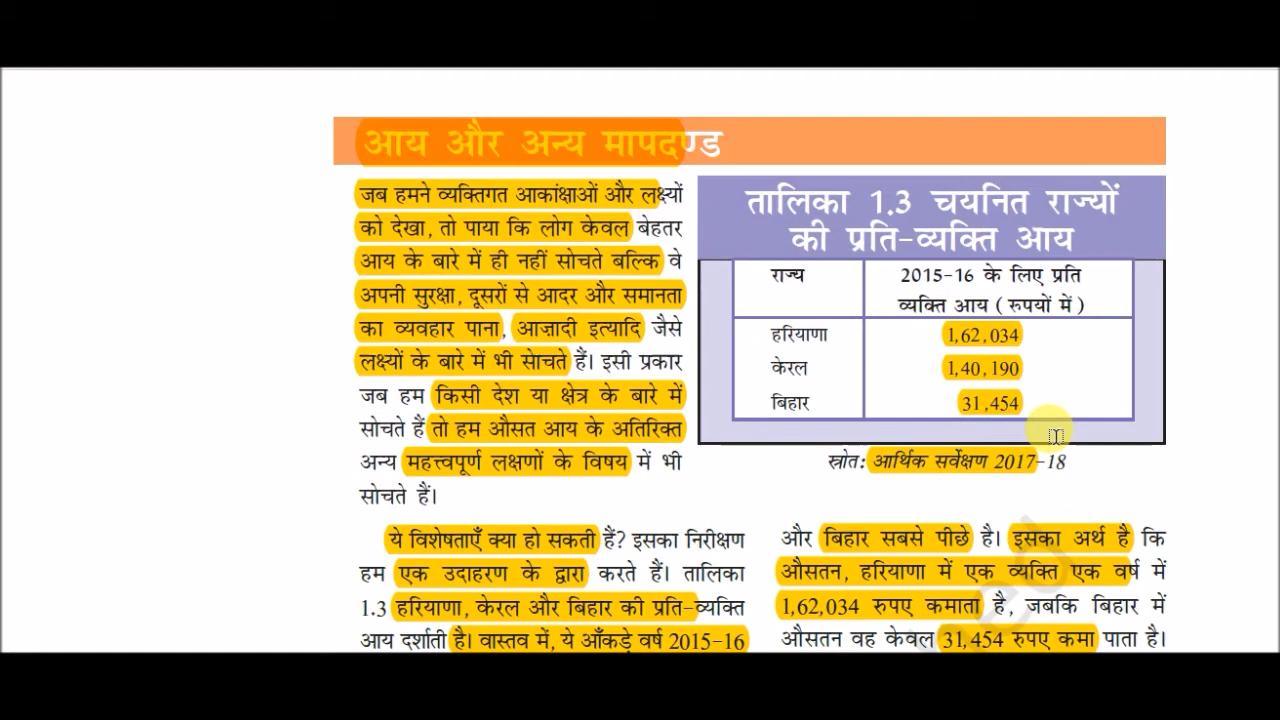 आय और अन्य मापदण्ड
जब हमने व्यक्तिगत आकांक्षाओं और लक्ष्यों
को देखा, तो पाया कि लोग केवल बेहतर
आय के बारे में ही नहीं सोचते बल्कि वे
अपनी सुरक्षा, दूसरों से आदर और समानता
का व्यवहार पाना, आज़ादी इत्यादि जैसे
लक्ष्यों के बारे में भी सेाचते हैं। इसी प्रकार
जब हम किसी देश या क्षेत्र के बारे में
सोचते हैं तो हम औसत आय के अतिरिक्त
अन्य महत्त्वपूर्ण लक्षणों के विषय में भी
सोचते हैं।
ये विशेषताएँ क्या हो सकती हैं? इसका निरीक्षण
हम एक उदाहरण के द्वारा करते हैं। तालिका
1.3 हरियाणा, केरल और बिहार की प्रति-व्यक्ति
आय दर्शाती है। वास्तव में, ये आँकड़े वर्ष 2015-16
तालिका 1.3 चयनित राज्यों
की प्रति-व्यक्ति आय
राज्य 2015-16 के लिए प्रति
व्यक्ति आय (रुपयों में)
हरियाणा 1,62,034
केरल 1,40,190
बिहार 31,454
स्रोत: आर्थिक सर्वेक्षण 2017-18
और बिहार सबसे पीछे है। इसका अर्थ है कि
औसतन, हरियाणा में एक व्यक्ति एक वर्ष में
1,62,034 रुपए कमाता है, जबकि बिहार में
औसतन वह केवल 31,454 रुपए कमा पाता है।